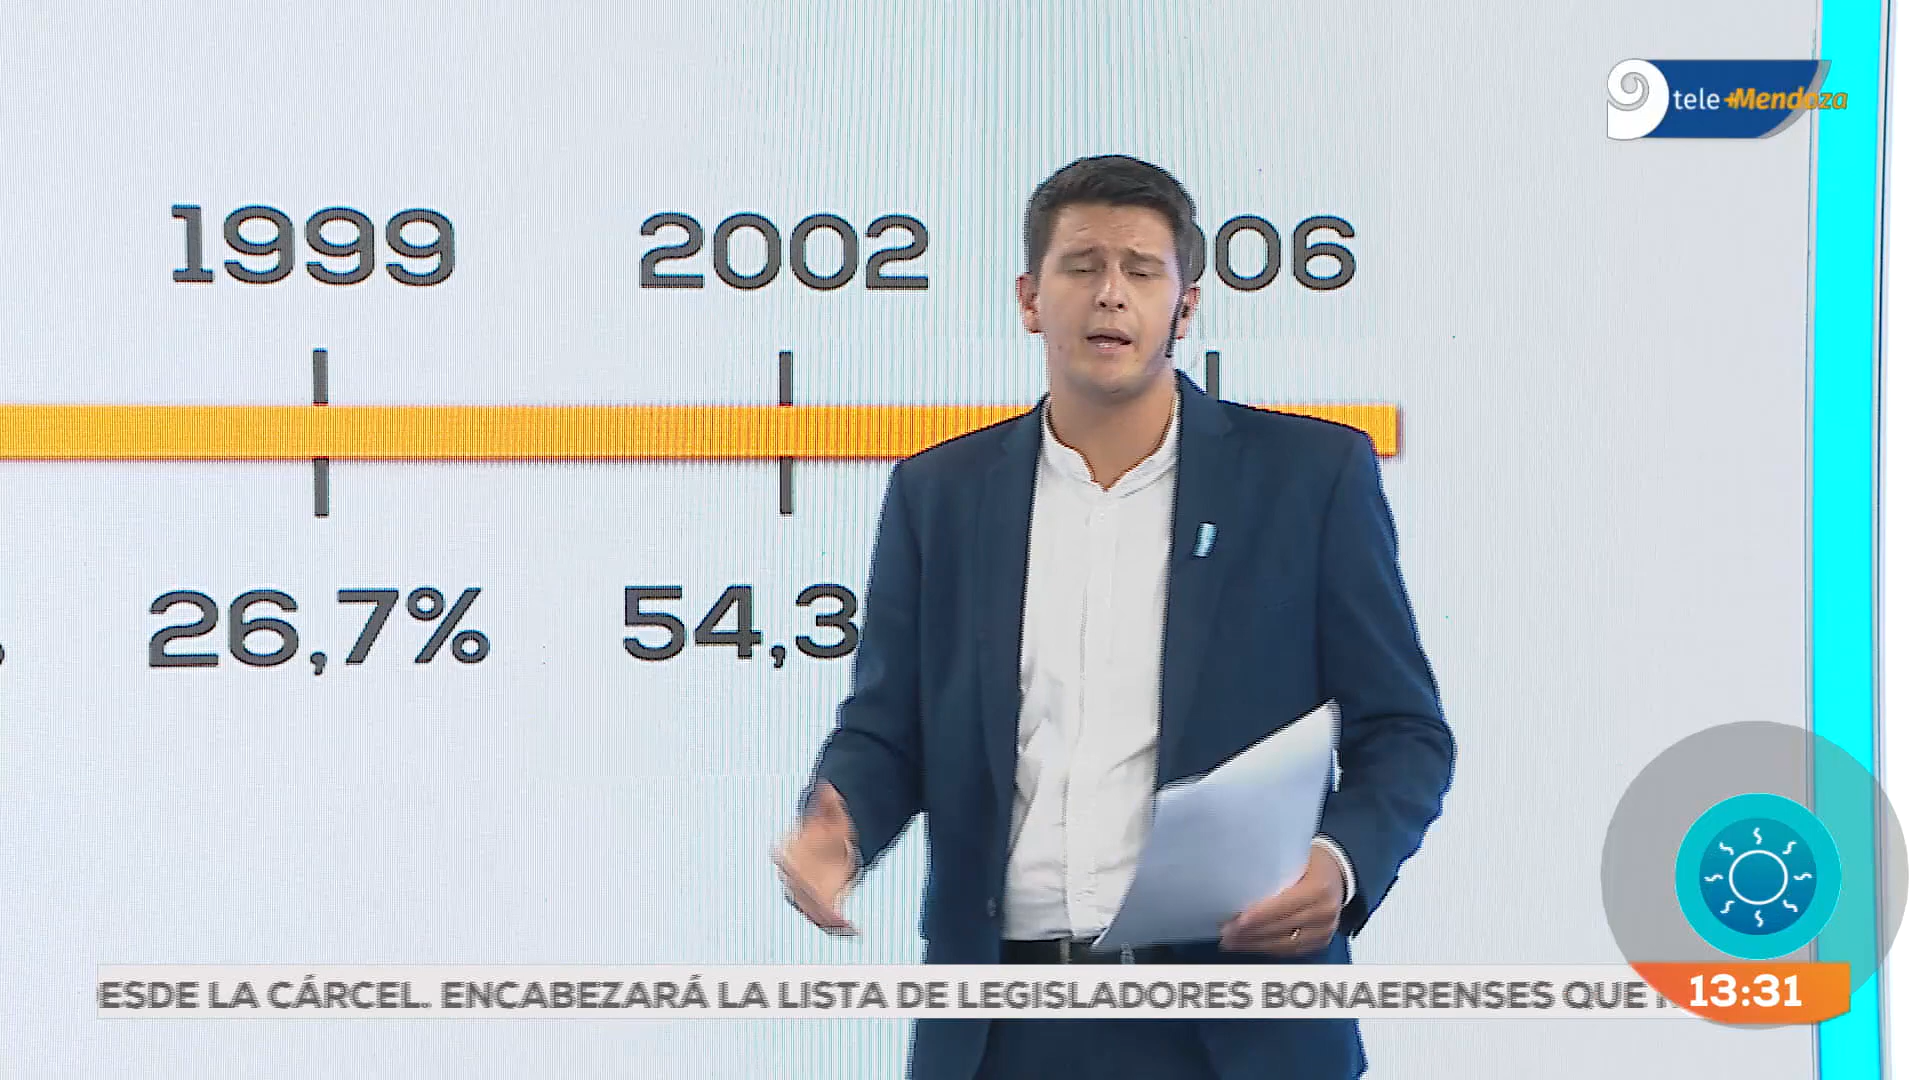 9 tele+Mendoza
1999 2002 006
26,7% 54,3
ESDE LA CÁRCEL. ENCABEZARÁ LA LISTA DE LEGISLADORES BONAERENSES QUE
13:31